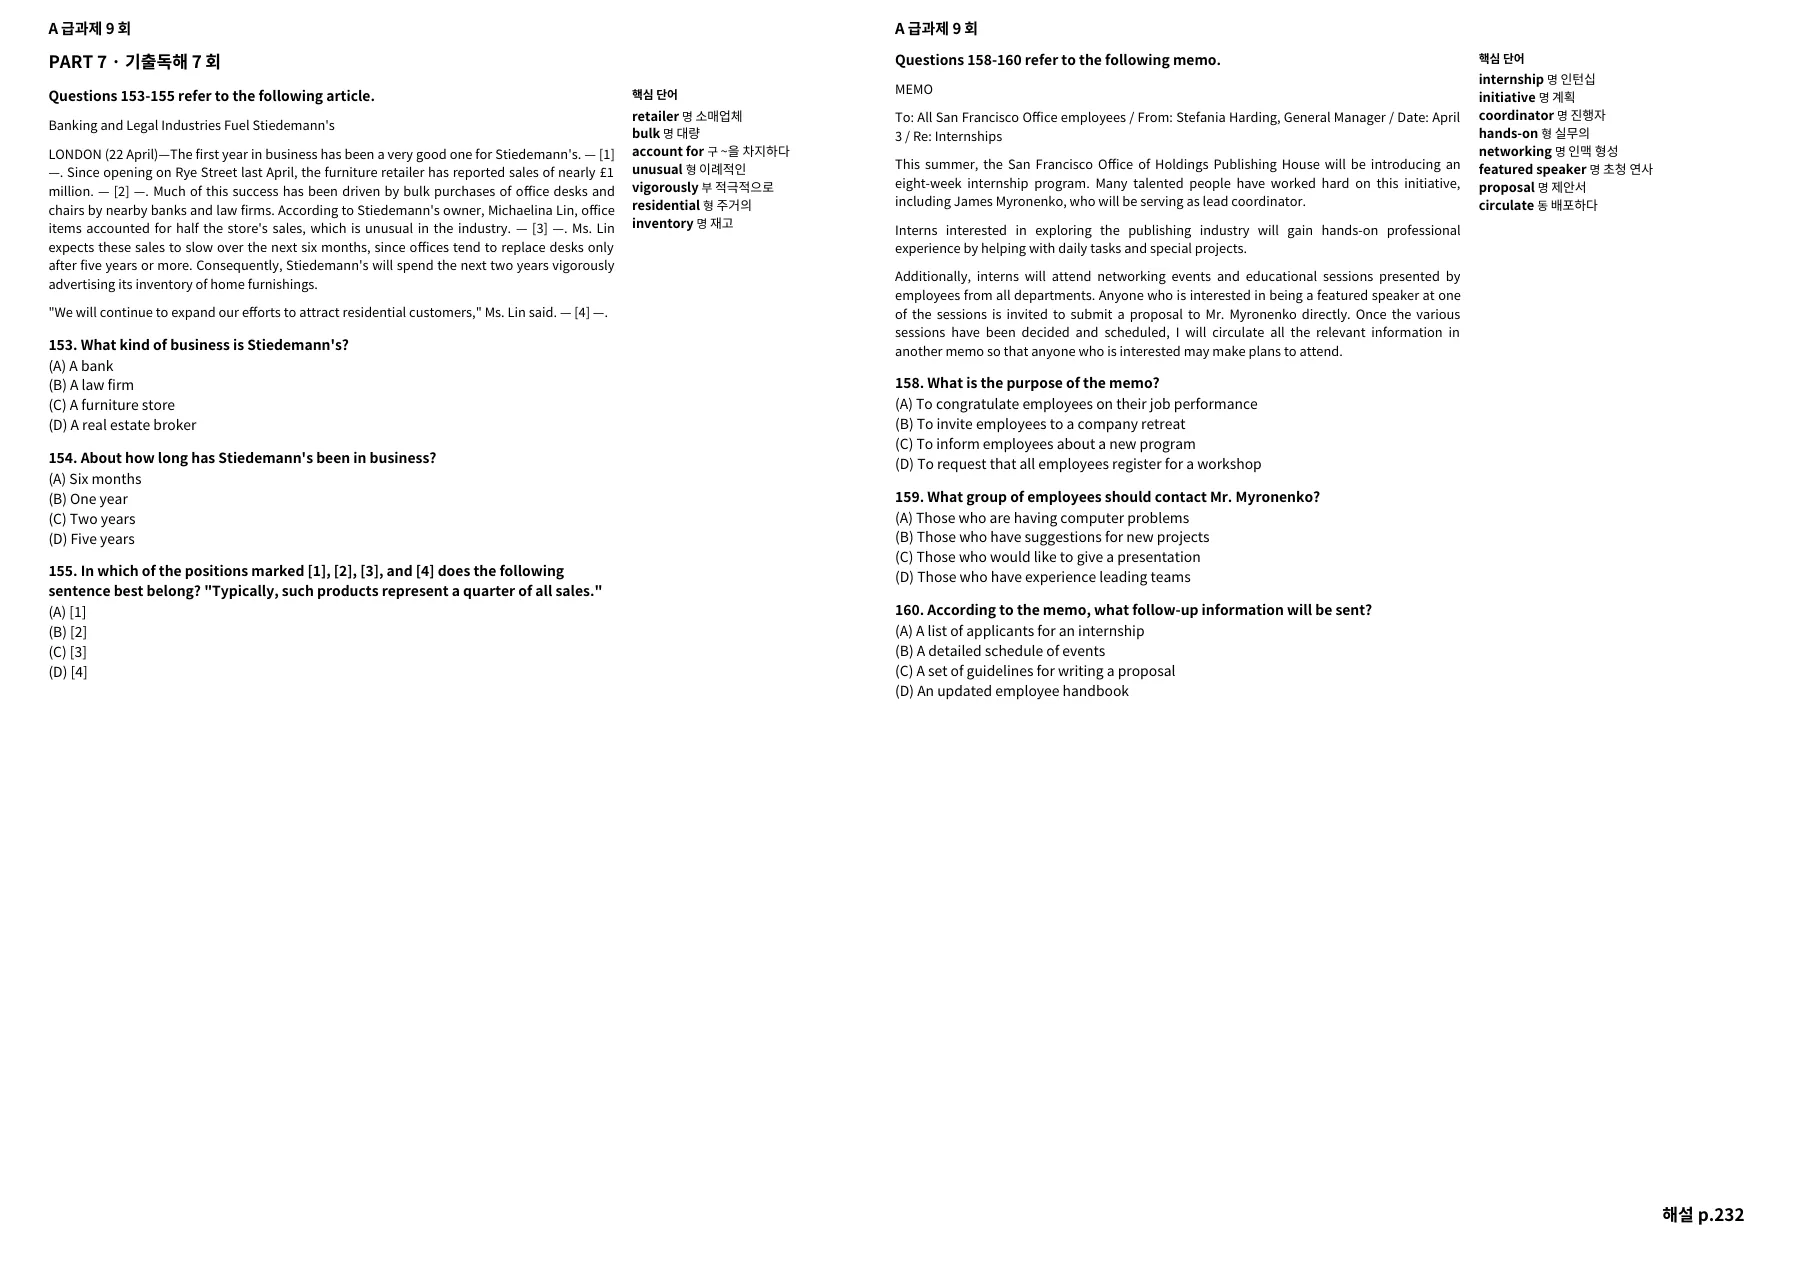 A 급과제 9 회
PART 7 · 기출독해 7 회
Questions 153-155 refer to the following article.
Banking and Legal Industries Fuel Stiedemann's
LONDON (22 April)—The first year in business has been a very good one for Stiedemann's. — [1]
—. Since opening on Rye Street last April, the furniture retailer has reported sales of nearly £1
million. — [2] —. Much of this success has been driven by bulk purchases of office desks and
chairs by nearby banks and law firms. According to Stiedemann's owner, Michaelina Lin, office
items accounted for half the store's sales, which is unusual in the industry. — [3] —. Ms. Lin
expects these sales to slow over the next six months, since offices tend to replace desks only
after five years or more. Consequently, Stiedemann's will spend the next two years vigorously
advertising its inventory of home furnishings.
"We will continue to expand our efforts to attract residential customers," Ms. Lin said. — [4] —.
153. What kind of business is Stiedemann's?
(A) A bank
(B) A law firm
(C) A furniture store
(D) A real estate broker
154. About how long has Stiedemann's been in business?
(A) Six months
(B) One year
(C) Two years
(D) Five years
155. In which of the positions marked [1], [2], [3], and [4] does the following
sentence best belong? "Typically, such products represent a quarter of all sales."
(A) [1]
(B) [2]
(C) [3]
(D) [4]
핵심 단어
retailer 명 소매업체
bulk 명 대량
account for 구 ~을 차지하다
unusual 형 이례적인
vigorously 부 적극적으로
residential 형 주거의
inventory 명 재고
A 급과제 9 회
Questions 158-160 refer to the following memo.
MEMO
To: All San Francisco Office employees / From: Stefania Harding, General Manager / Date: April
3 / Re: Internships
This summer, the San Francisco Office of Holdings Publishing House will be introducing an
eight-week internship program. Many talented people have worked hard on this initiative,
including James Myronenko, who will be serving as lead coordinator.
Interns interested in exploring the publishing industry will gain hands-on professional
experience by helping with daily tasks and special projects.
Additionally, interns will attend networking events and educational sessions presented by
employees from all departments. Anyone who is interested in being a featured speaker at one
of the sessions is invited to submit a proposal to Mr. Myronenko directly. Once the various
sessions have been decided and scheduled, I will circulate all the relevant information in
another memo so that anyone who is interested may make plans to attend.
158. What is the purpose of the memo?
(A) To congratulate employees on their job performance
(B) To invite employees to a company retreat
(C) To inform employees about a new program
(D) To request that all employees register for a workshop
159. What group of employees should contact Mr. Myronenko?
(A) Those who are having computer problems
(B) Those who have suggestions for new projects
(C) Those who would like to give a presentation
(D) Those who have experience leading teams
160. According to the memo, what follow-up information will be sent?
(A) A list of applicants for an internship
(B) A detailed schedule of events
(C) A set of guidelines for writing a proposal
(D) An updated employee handbook
핵심 단어
internship 명 인턴십
initiative 명 계획
coordinator 명 진행자
hands-on 형 실무의
networking 명 인맥 형성
featured speaker 명 초청 연사
proposal 명 제안서
circulate 동 배포하다
해설 p.232